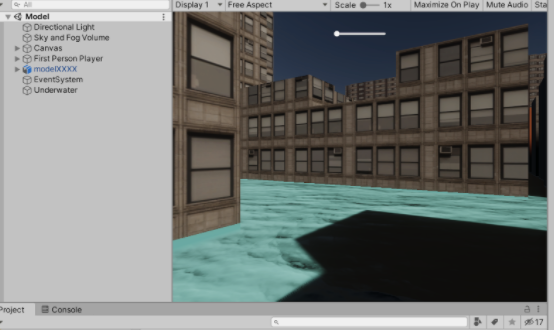 All
Display 1 Free Aspect Scale 1x Maximize On Play Mute Audio Sta
Model
Directional Light
Sky and Fog Volume
Canvas
First Person Player
modelXXXX
EventSystem
Underwater
Project Console
17